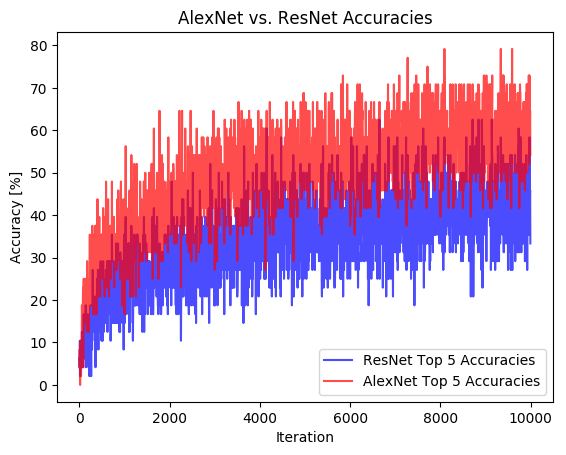 AlexNet vs. ResNet Accuracies
80
70
60
50
40
30
20
10
0
Accuracy [%]
0 2000 4000 6000 8000 10000
Iteration
ResNet Top 5 Accuracies
AlexNet Top 5 Accuracies